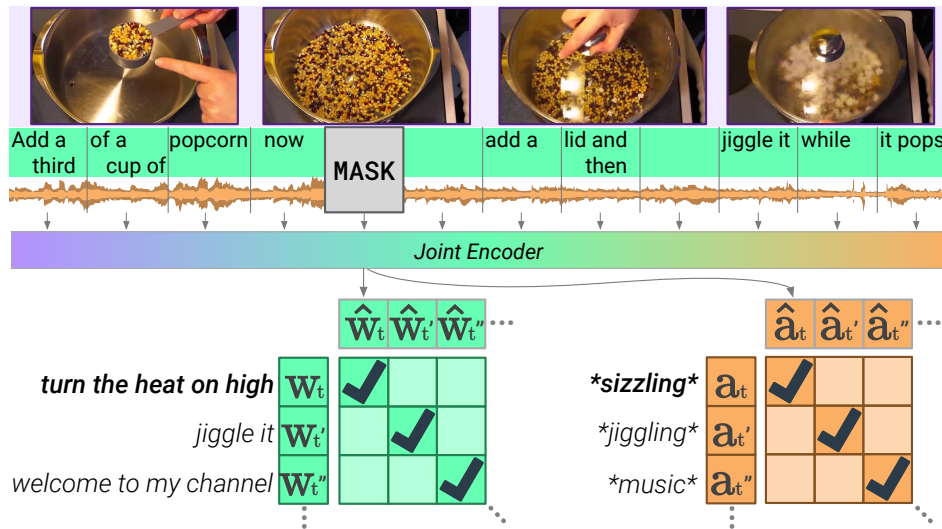 Add a third
of a cup of
popcorn
now
MASK
add a
lid and then
jiggle it
while
it pops
Joint Encoder
ŵt ŵt' ŵt" ...
ât ât' ât" ...
turn the heat on high
wt
jiggle it
wt'
welcome to my channel
wt"
*sizzling*
at
*jiggling*
at'
*music*
at"